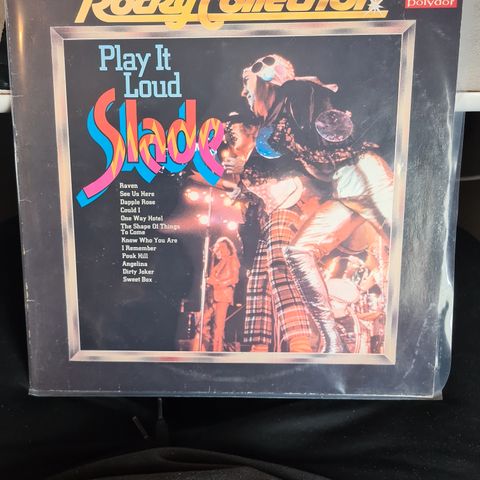 Rocky Collection
polydor
Play It
Loud
Slade
Raven
See Us Here
Dapple Rose
Could I
One Way Hotel
The Shape Of Things
To Come
Know Who You Are
I Remember
Pouk Hill
Angelina
Dirty Joker
Sweet Box